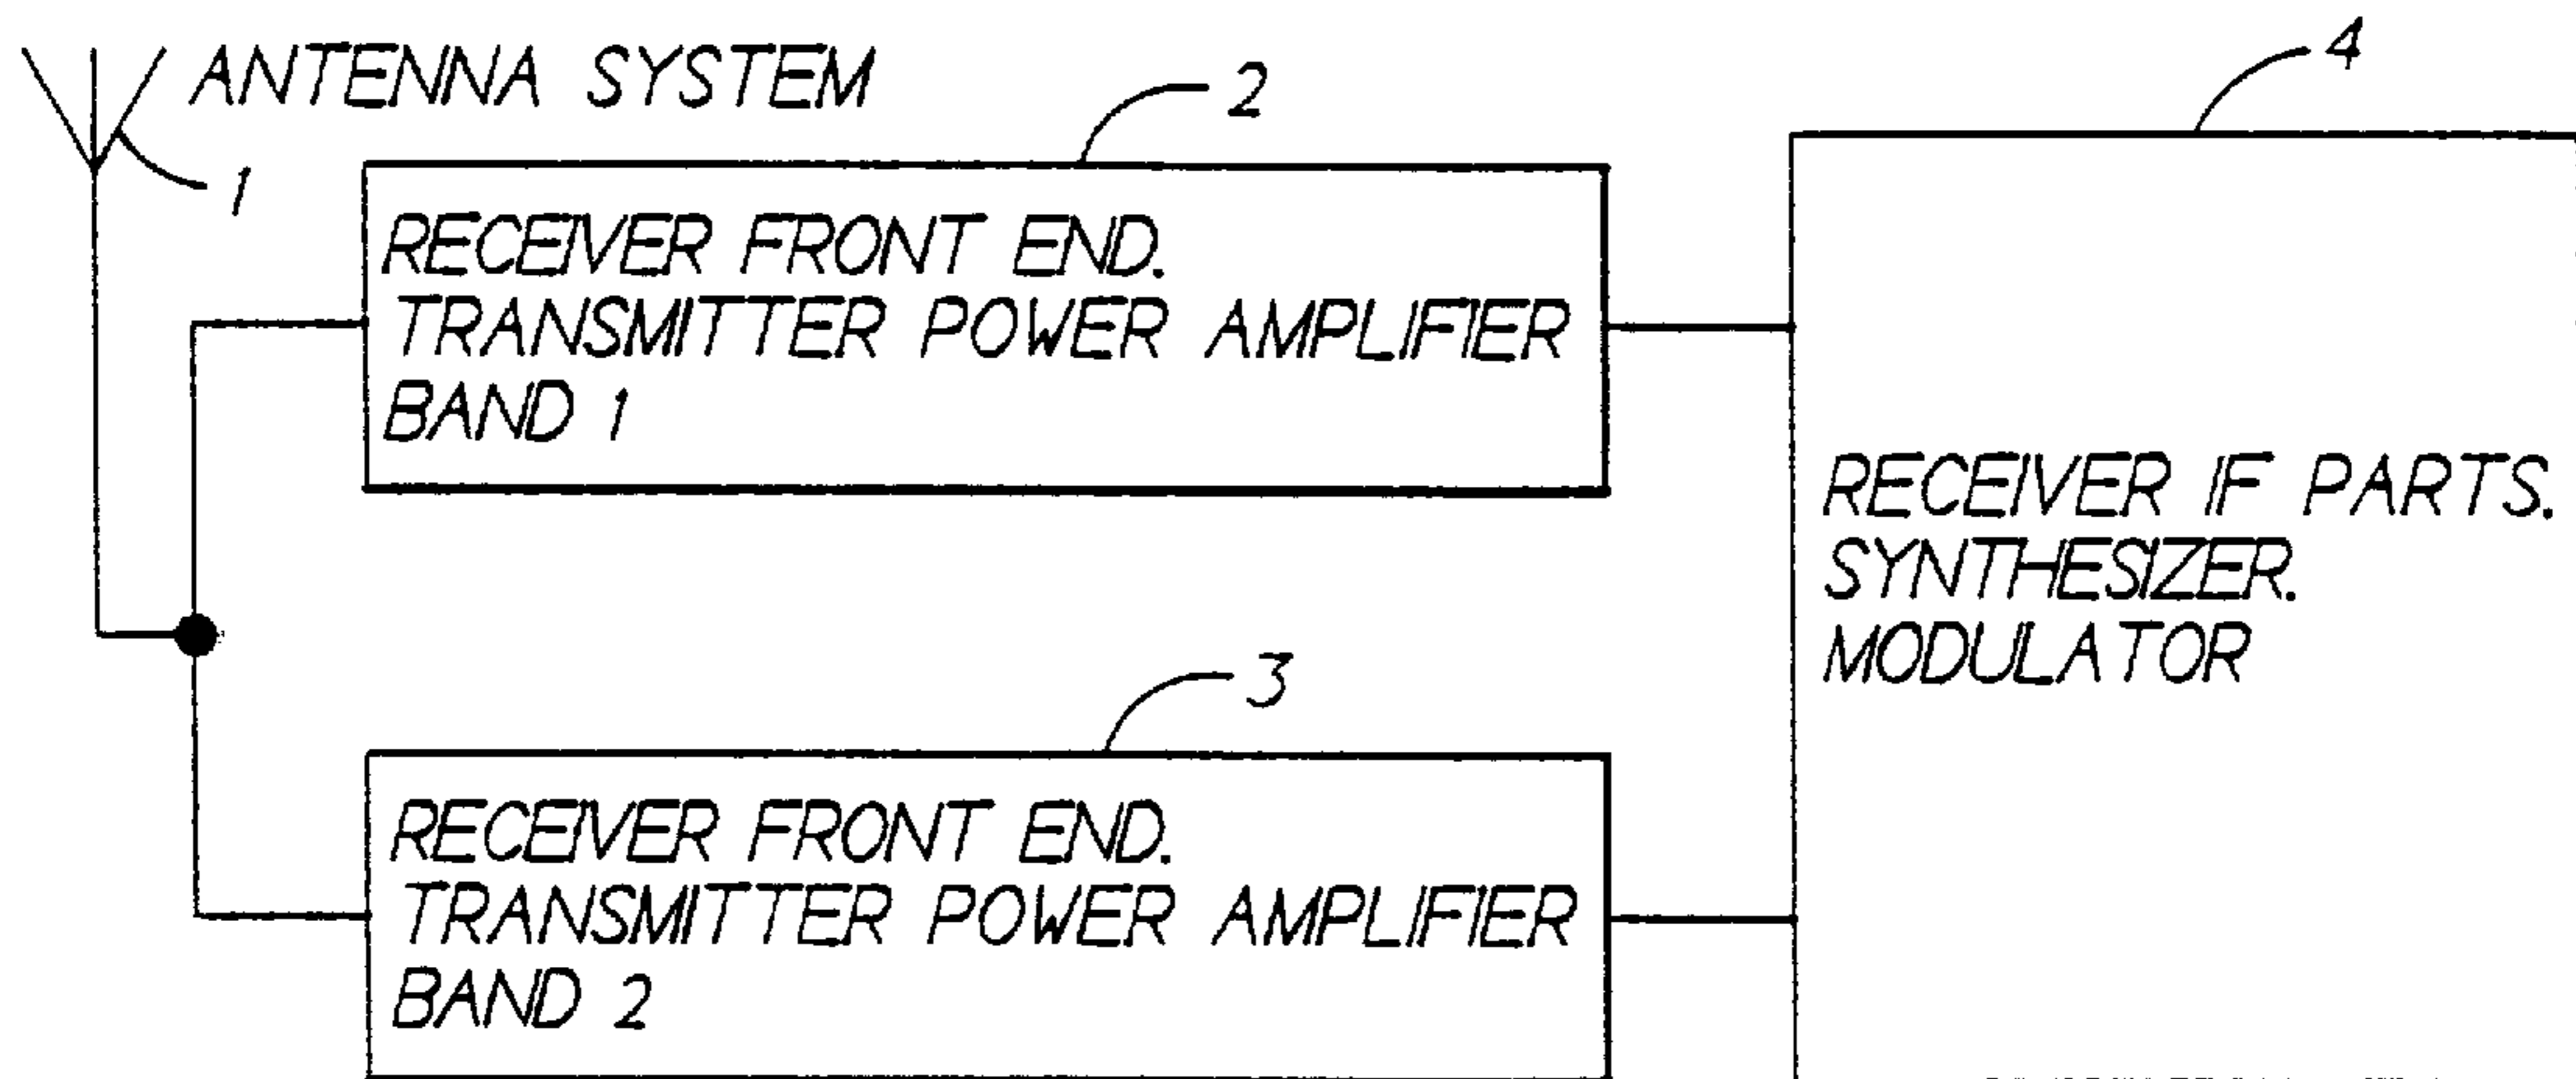 ANTENNA SYSTEM
1
2
4
RECEIVER FRONT END.
TRANSMITTER POWER AMPLIFIER
BAND 1
RECEIVER IF PARTS.
SYNTHESIZER.
MODULATOR
3
RECEIVER FRONT END.
TRANSMITTER POWER AMPLIFIER
BAND 2